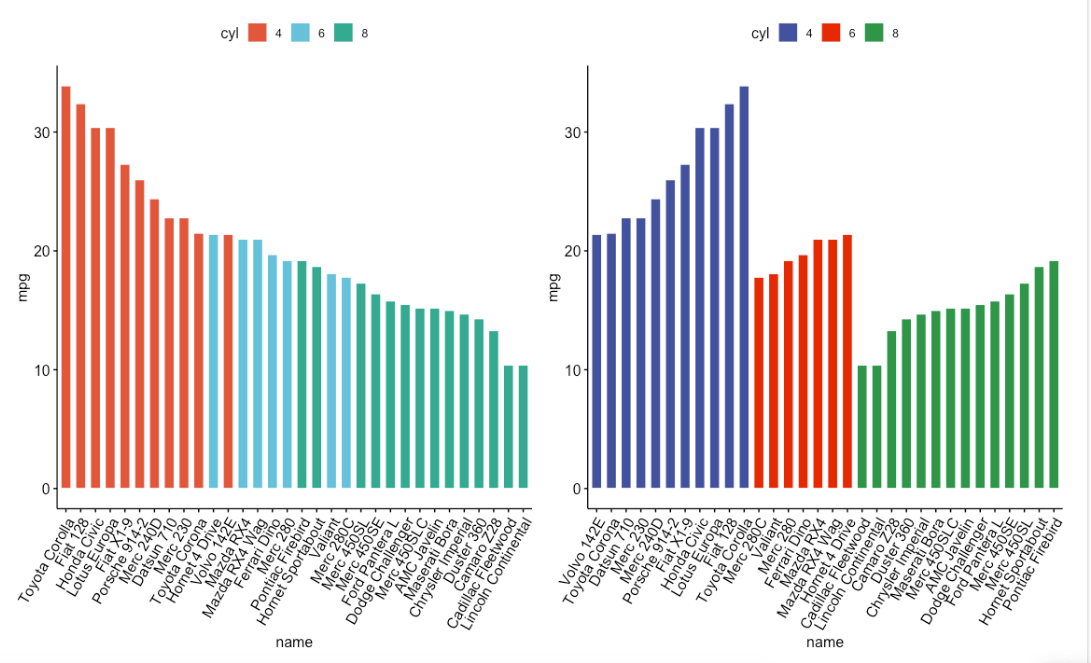 cyl 4 6 8
mpg
30
20
10
0
Toyota Corolla
Fiat 128
Honda Civic
Lotus Europa
Fiat X1-9
Porsche 914-2
Merc 240D
Datsun 710
Merc 230
Toyota Corona
Hornet 4 Drive
Volvo 142E
Mazda RX4
Mazda RX4 Wag
Ferrari Dino
Merc 280
Pontiac Firebird
Hornet Sportabout
Valiant
Merc 280C
Merc 450SL
Merc 450SE
Ford Pantera L
Dodge Challenger
Merc 450SLC
AMC Javelin
Maserati Bora
Chrysler Imperial
Duster 360
Camaro Z28
Cadillac Fleetwood
Lincoln Continental
name
cyl 4 6 8
mpg
30
20
10
0
Volvo 142E
Toyota Corona
Datsun 710
Merc 230
Merc 240D
Porsche 914-2
Fiat X1-9
Honda Civic
Lotus Europa
Fiat 128
Toyota Corolla
Merc 280C
Valiant
Merc 280
Ferrari Dino
Mazda RX4
Mazda RX4 Wag
Hornet 4 Drive
Cadillac Fleetwood
Lincoln Continental
Camaro Z28
Duster 360
Chrysler Imperial
Maserati Bora
Merc 450SLC
AMC Javelin
Dodge Challenger
Ford Pantera L
Merc 450SE
Merc 450SL
Hornet Sportabout
Pontiac Firebird
name